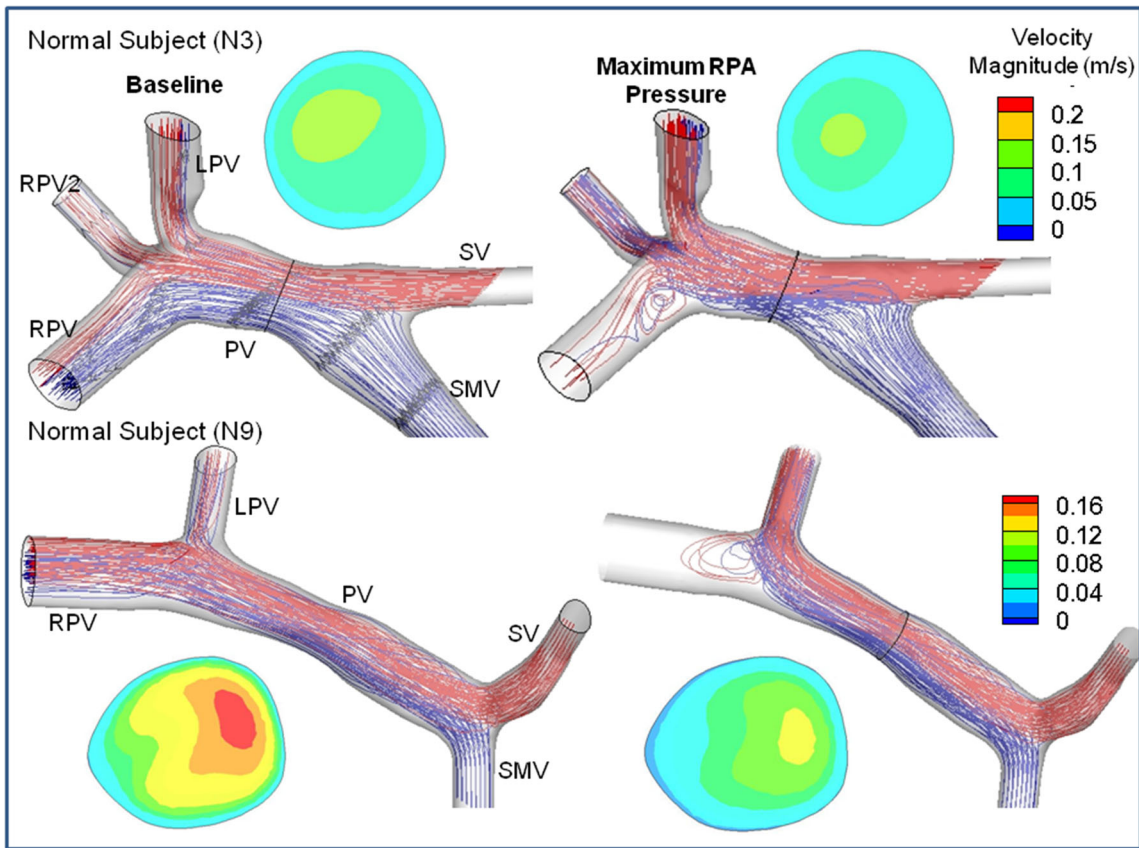 Normal Subject (N3)
Baseline
Maximum RPA
Pressure
Velocity
Magnitude (m/s)
0.2
0.15
0.1
0.05
0
LPV
RPV2
SV
RPV
PV
SMV
Normal Subject (N9)
LPV
PV
RPV
SV
SMV
0.16
0.12
0.08
0.04
0